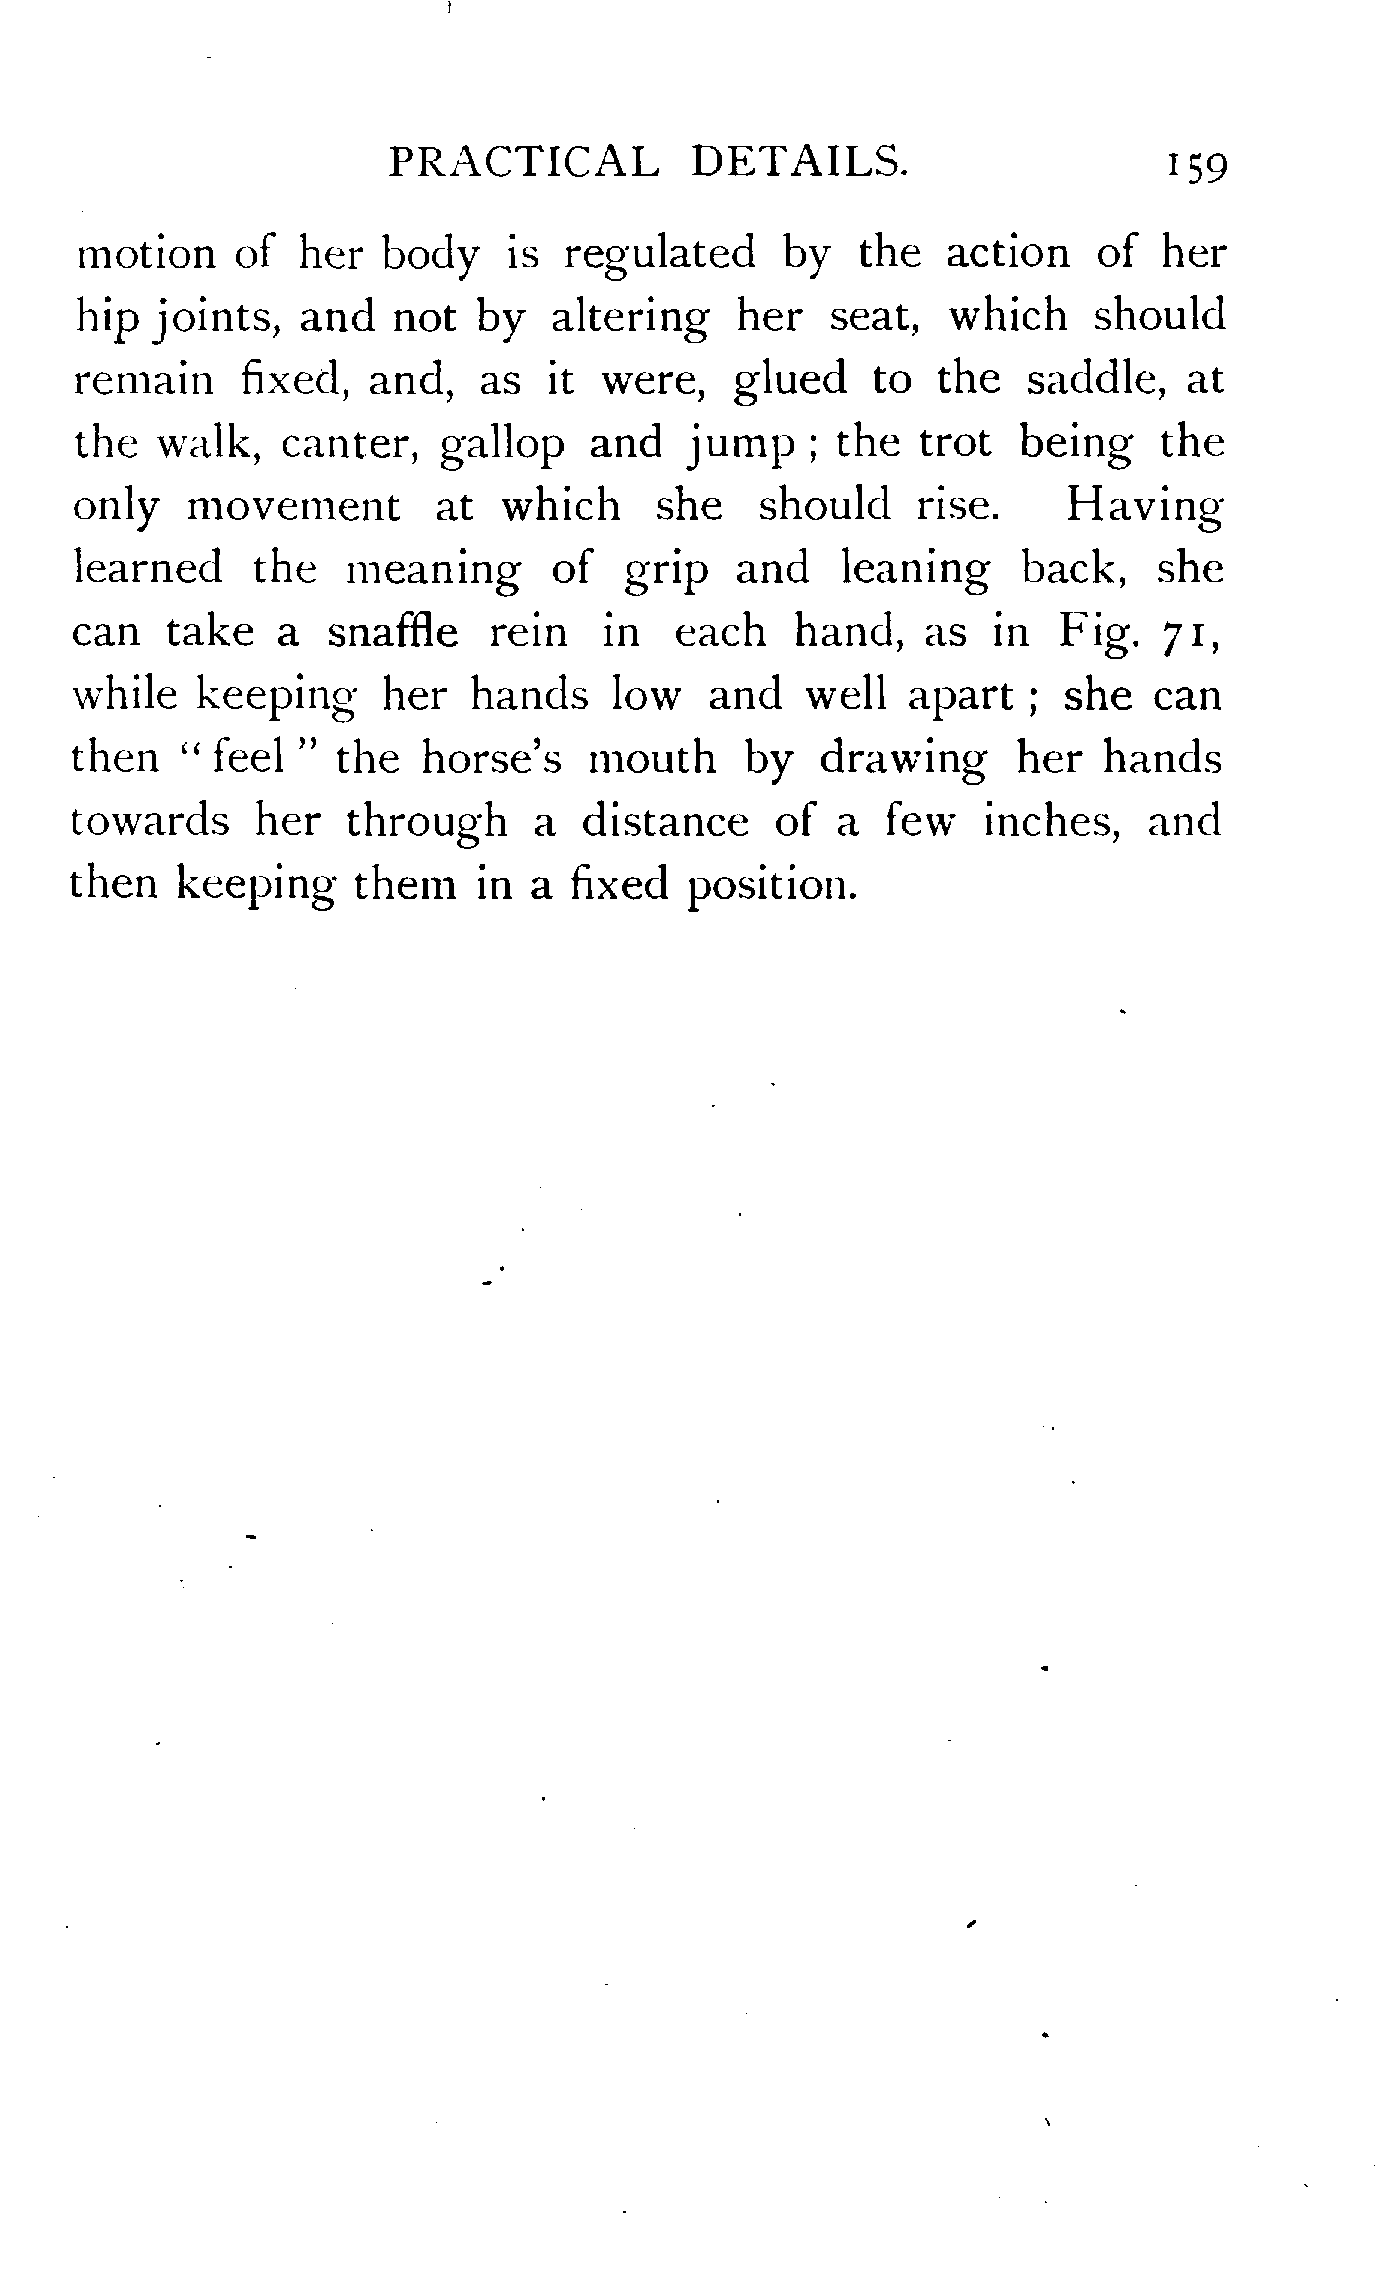 PRACTICAL DETAILS. 159
motion of her body is regulated by the action of her
hip joints, and not by altering her seat, which should
remain fixed, and, as it were, glued to the saddle, at
the walk, canter, gallop and jump ; the trot being the
only movement at which she should rise. Having
learned the meaning of grip and leaning back, she
can take a snaffle rein in each hand, as in Fig. 71,
while keeping her hands low and well apart ; she can
then “ feel ” the horse’s mouth by drawing her hands
towards her through a distance of a few inches, and
then keeping them in a fixed position.